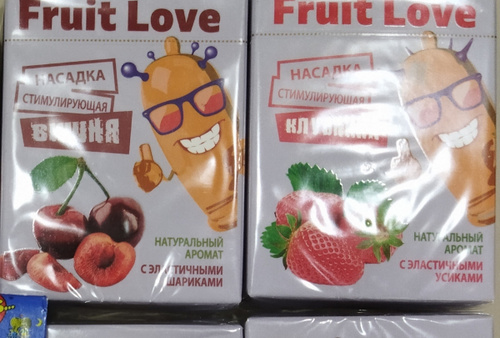 Fruit Love
НАСАДКА
СТИМУЛИРУЮЩАЯ
ВИШНЯ
НАТУРАЛЬНЫЙ
АРОМАТ
С ЭЛАСТИЧНЫМИ
ШАРИКАМИ
Fruit Love
НАСАДКА
СТИМУЛИРУЮЩАЯ
КЛУБНИКА
НАТУРАЛЬНЫЙ
АРОМАТ
С ЭЛАСТИЧНЫМИ
УСИКАМИ